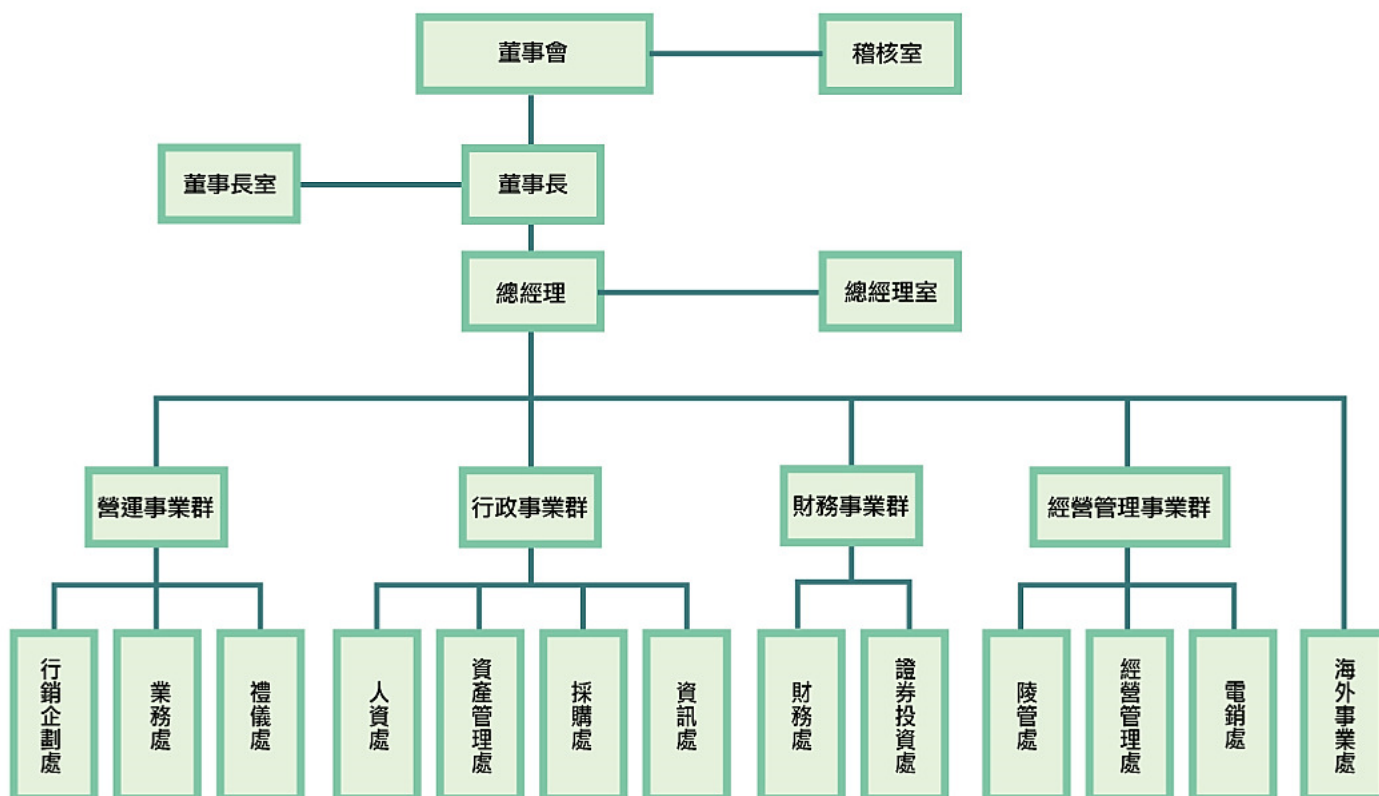 董事會
稽核室
董事長室
董事長
總經理
總經理室
營運事業群
行政事業群
財務事業群
經營管理事業群
行銷企劃處
業務處
禮儀處
人資處
資產管理處
採購處
資訊處
財務處
證券投資處
陵管處
經營管理處
電銷處
海外事業處